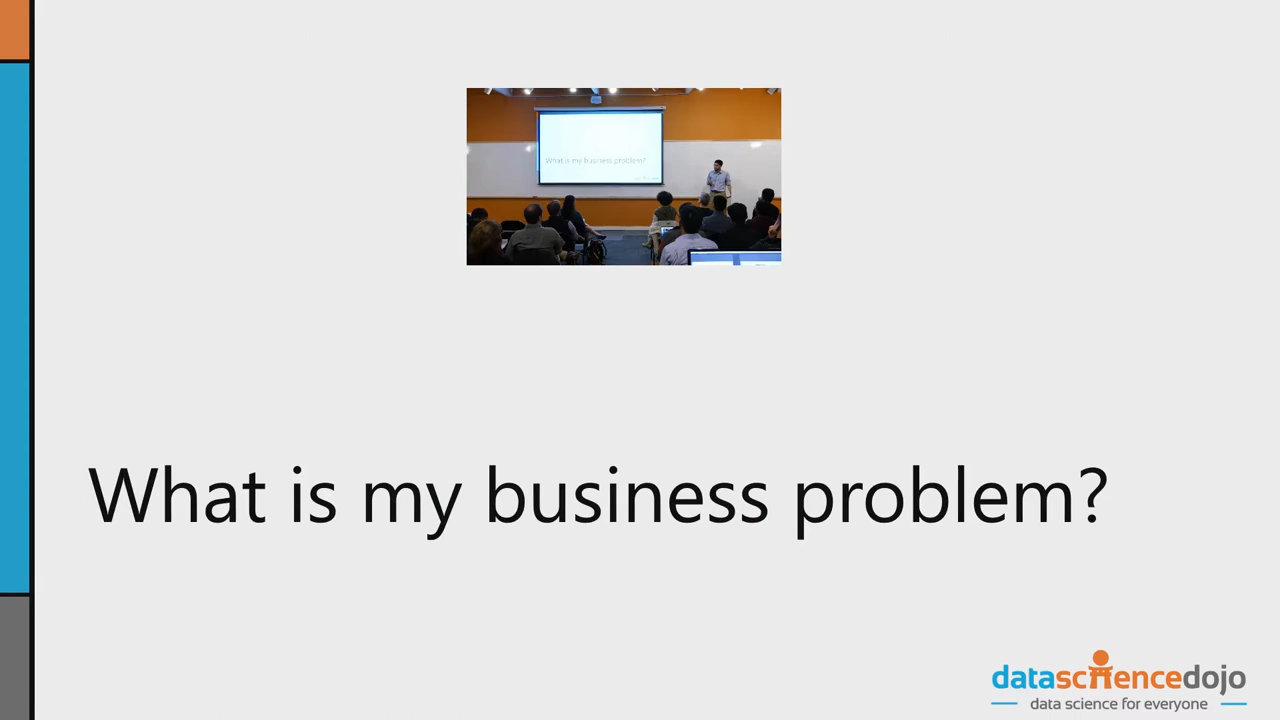 What is my business problem?
What is my business problem?
datasciencedojo
data science for everyone